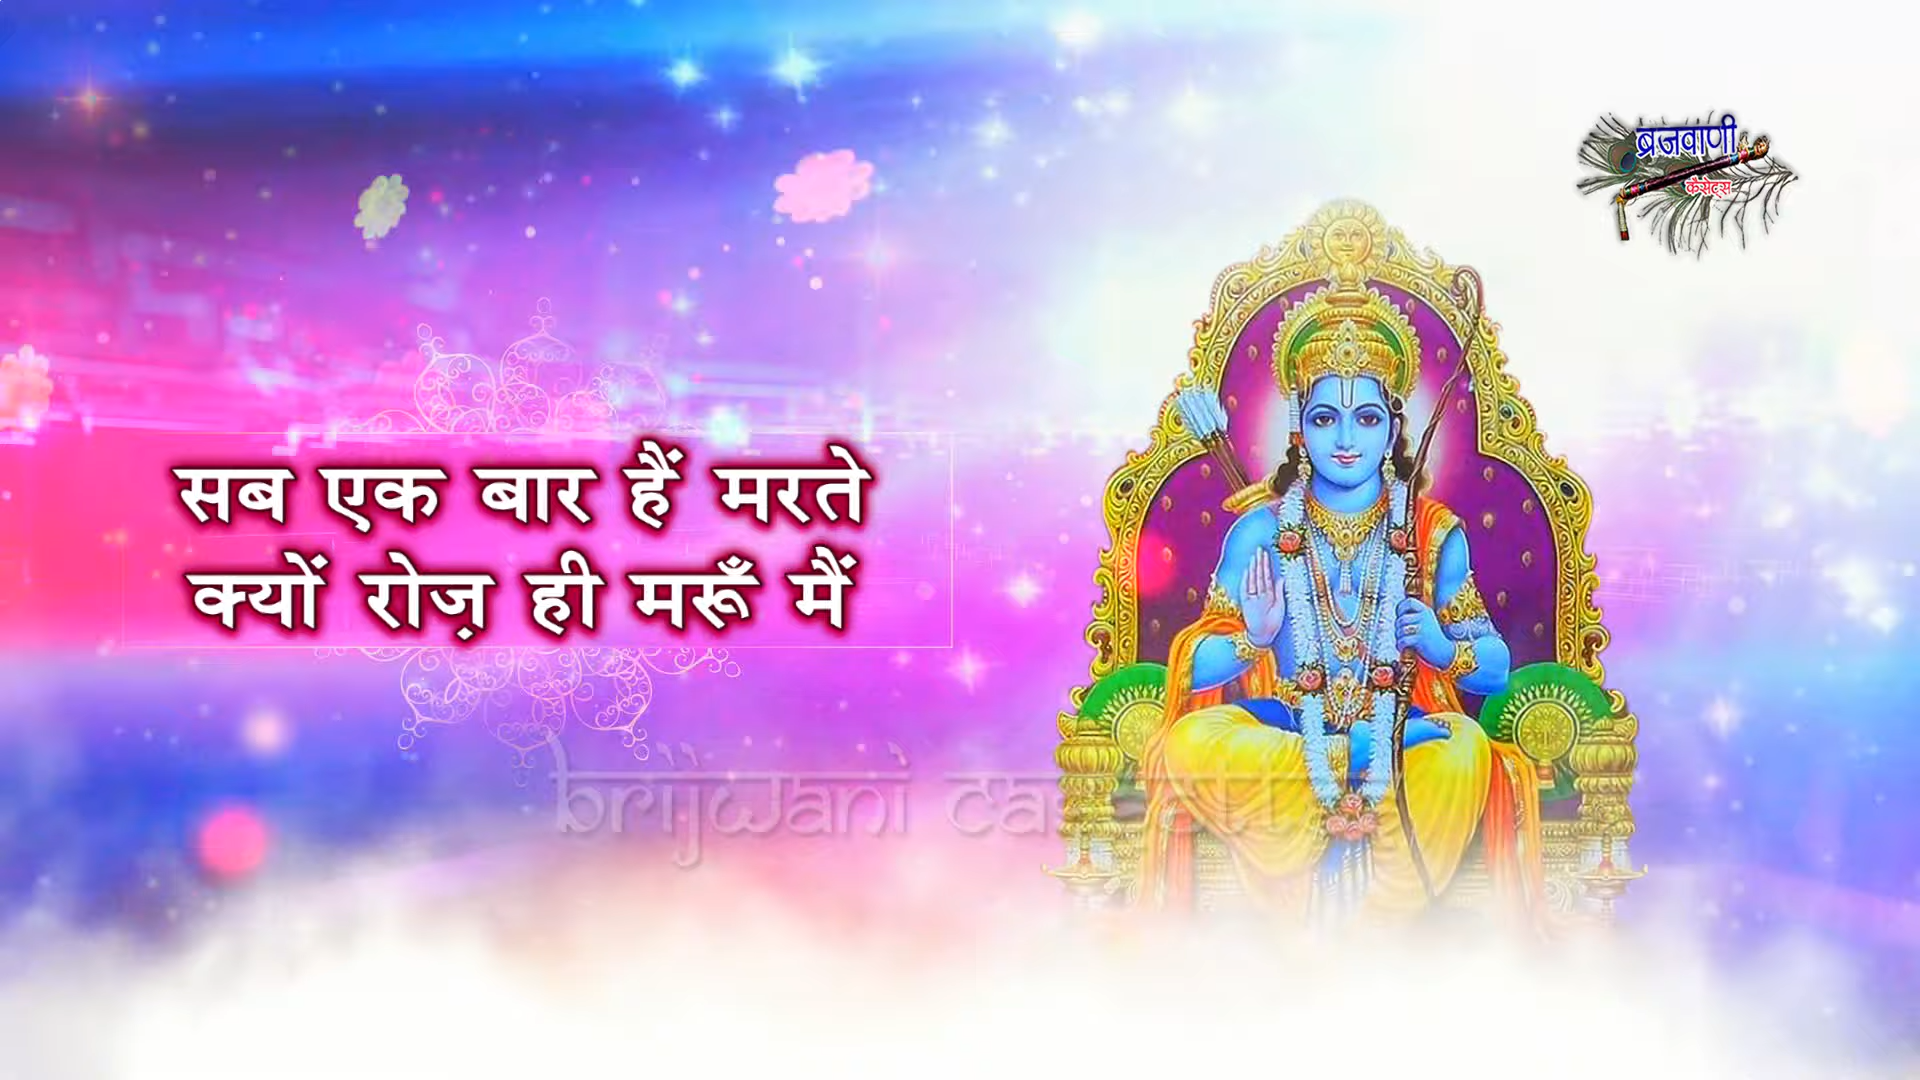 ब्रजवाणी
कैसेट्स
सब एक बार हैं मरते
क्यों रोज़ ही मरूँ मैं
Brijwani